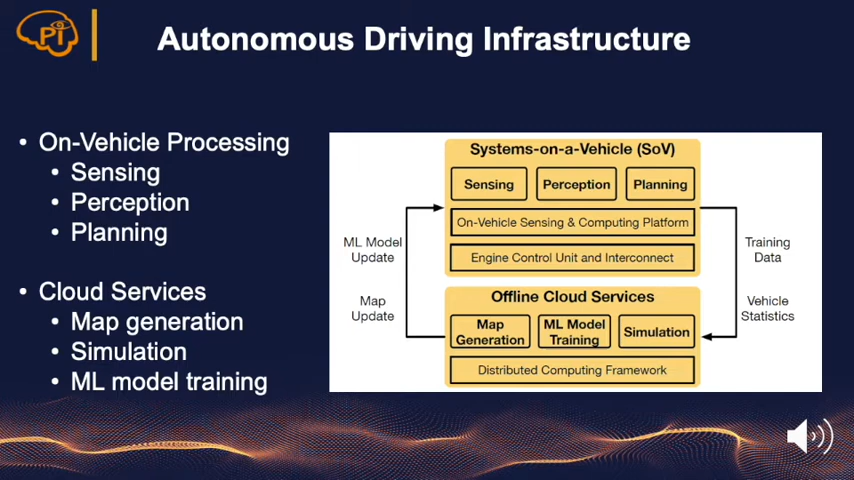 PI
Autonomous Driving Infrastructure
• On-Vehicle Processing
• Sensing
• Perception
• Planning
• Cloud Services
• Map generation
• Simulation
• ML model training
Systems-on-a-Vehicle (SoV)
Sensing
Perception
Planning
On-Vehicle Sensing & Computing Platform
Engine Control Unit and Interconnect
ML Model
Update
Map
Update
Training
Data
Vehicle
Statistics
Offline Cloud Services
Map
Generation
ML Model
Training
Simulation
Distributed Computing Framework